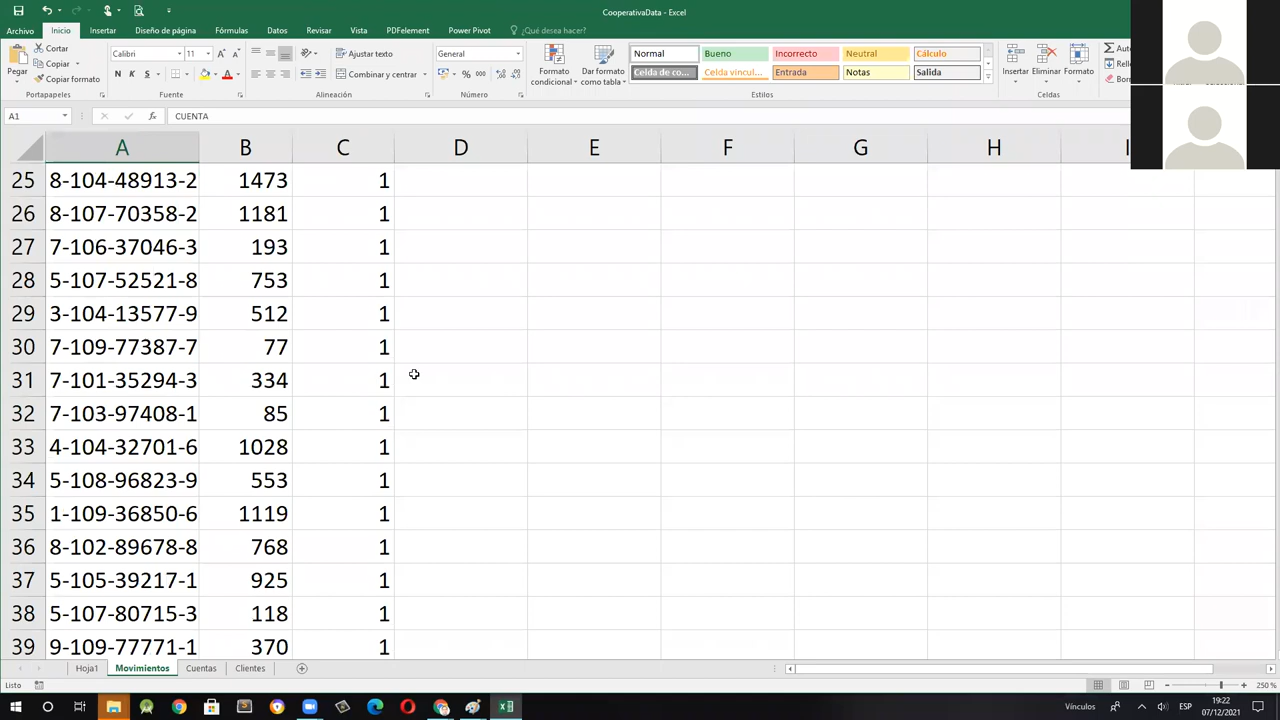 CooperativaData - Excel
Archivo Inicio Insertar Diseño de página Fórmulas Datos Revisar Vista PDFelement Power Pivot ¿Qué desea hacer?
Pegar
Cortar
Copiar
Copiar formato
Portapapeles
Calibri 11
N K S
Fuente
Ajustar texto
Combinar y centrar
Alineación
General
% 000
Número
Formato condicional
Dar formato como tabla
Normal Bueno Incorrecto Neutral Cálculo
Celda de co... Celda vincul... Entrada Notas Salida
Estilos
Insertar Eliminar Formato
Celdas
A1 fx CUENTA
A B C D E F G H I
25 8-104-48913-2 1473 1
26 8-107-70358-2 1181 1
27 7-106-37046-3 193 1
28 5-107-52521-8 753 1
29 3-104-13577-9 512 1
30 7-109-77387-7 77 1
31 7-101-35294-3 334 1
32 7-103-97408-1 85 1
33 4-104-32701-6 1028 1
34 5-108-96823-9 553 1
35 1-109-36850-6 1119 1
36 8-102-89678-8 768 1
37 5-105-39217-1 925 1
38 5-107-80715-3 118 1
39 9-109-77771-1 370 1
Hoja1 Movimientos Cuentas Clientes
Listo 250 %
Vínculos ESP 19:22
07/12/2021